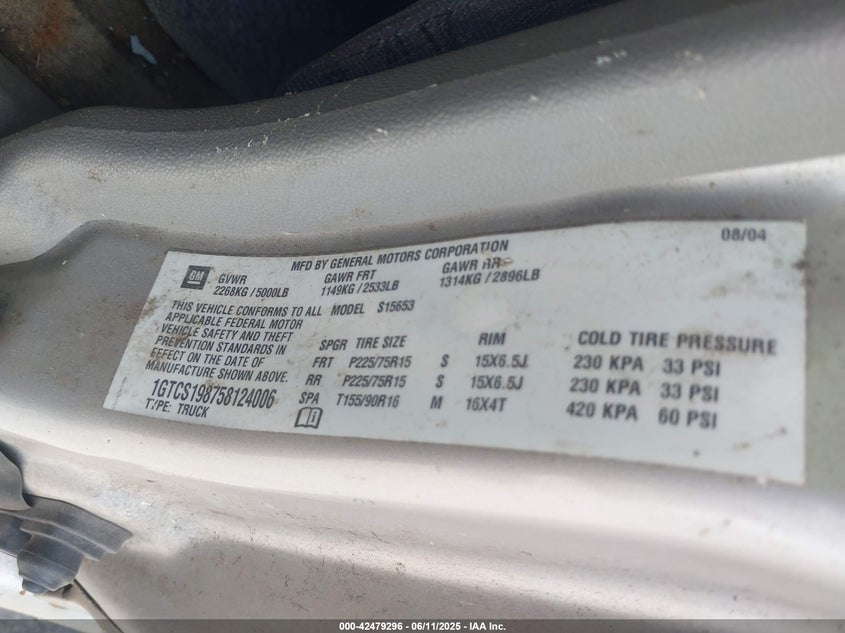 08/04
MFD BY GENERAL MOTORS CORPORATION
GM GVWR GAWR FRT GAWR RR
2268KG / 5000LB 1149KG / 2533LB 1314KG / 2896LB
THIS VEHICLE CONFORMS TO ALL MODEL S15653
APPLICABLE FEDERAL MOTOR
VEHICLE SAFETY AND THEFT
PREVENTION STANDARDS IN
EFFECT ON THE DATE OF
MANUFACTURE SHOWN ABOVE.
1GTCS198758124006
TYPE: TRUCK
SPGR TIRE SIZE RIM COLD TIRE PRESSURE
FRT P225/75R15 S 15X6.5J 230 KPA 33 PSI
RR P225/75R15 S 15X6.5J 230 KPA 33 PSI
SPA T155/90R16 M 16X4T 420 KPA 60 PSI
000-42479296 - 06/11/2025 - IAA Inc.